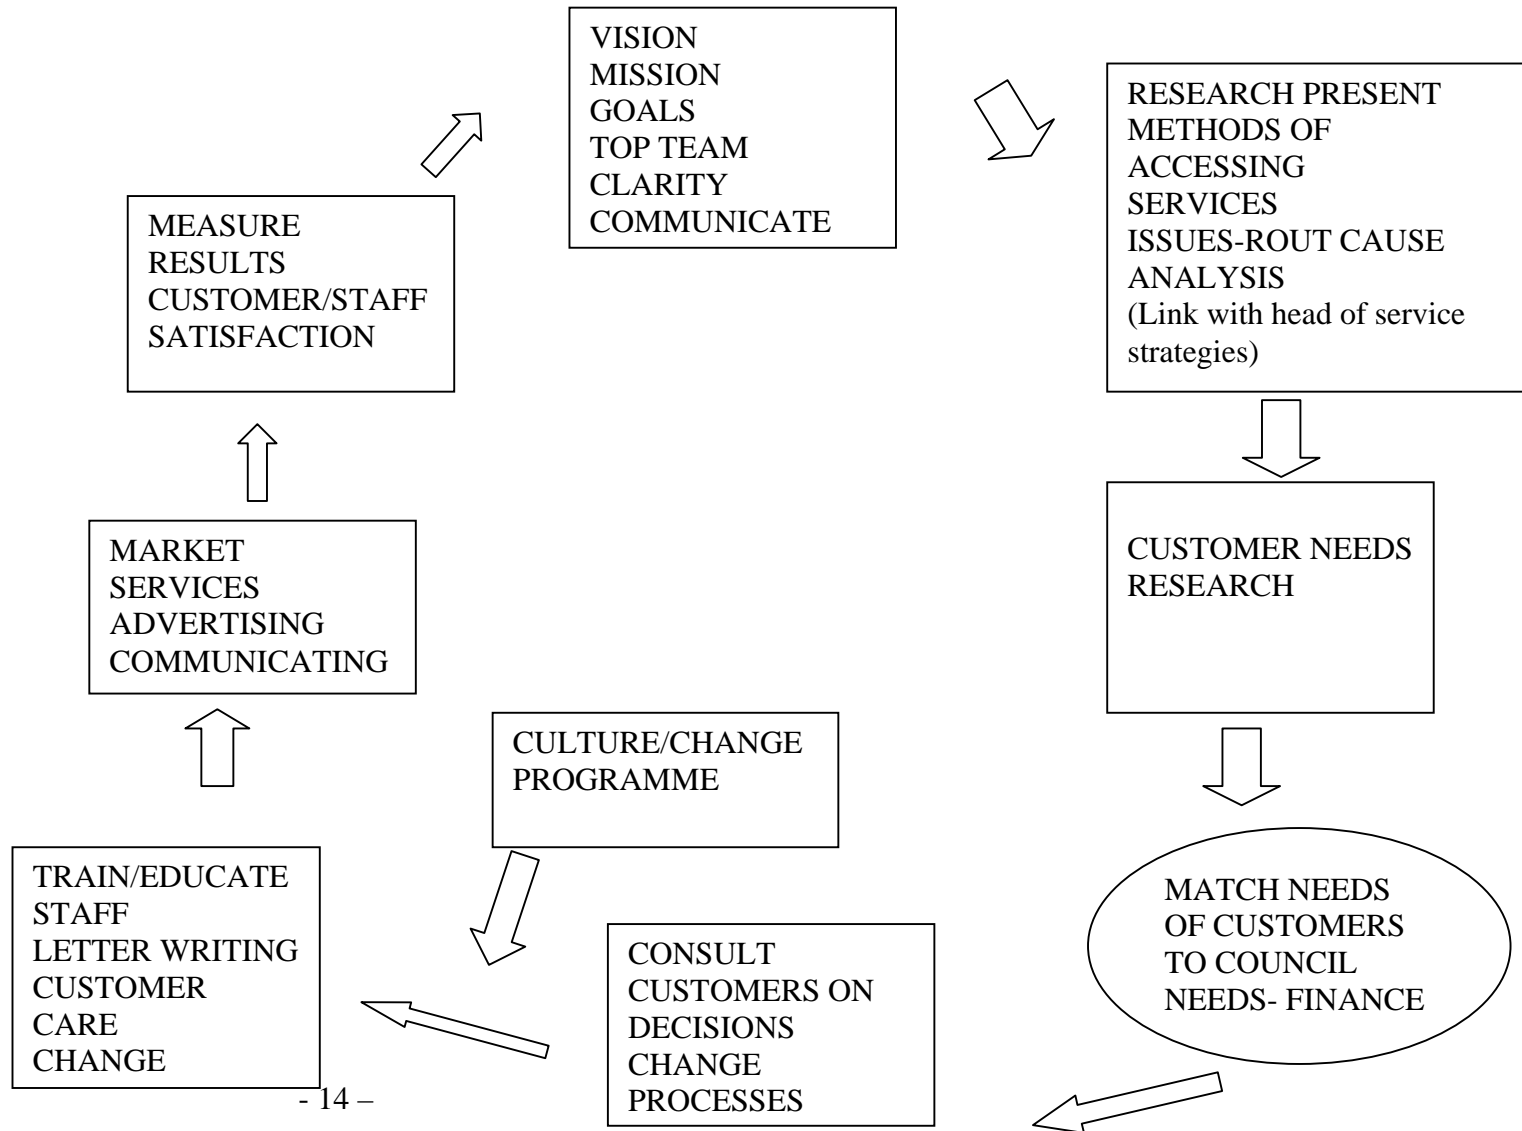 VISION
MISSION
GOALS
TOP TEAM
CLARITY
COMMUNICATE
RESEARCH PRESENT
METHODS OF
ACCESSING
SERVICES
ISSUES-ROUT CAUSE
ANALYSIS
(Link with head of service
strategies)
CUSTOMER NEEDS
RESEARCH
MATCH NEEDS
OF CUSTOMERS
TO COUNCIL
NEEDS- FINANCE
CONSULT
CUSTOMERS ON
DECISIONS
CHANGE
PROCESSES
CULTURE/CHANGE
PROGRAMME
TRAIN/EDUCATE
STAFF
LETTER WRITING
CUSTOMER
CARE
CHANGE
MARKET
SERVICES
ADVERTISING
COMMUNICATING
MEASURE
RESULTS
CUSTOMER/STAFF
SATISFACTION
- 14 –